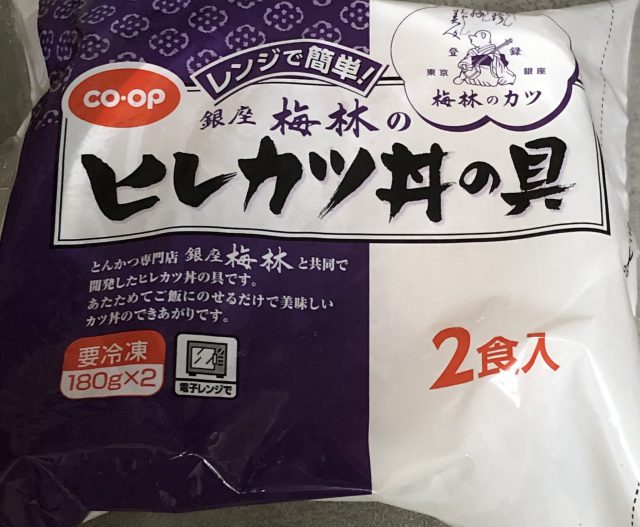 レンジで簡単!
CO·OP
登録
東京 銀座
梅林のカツ
銀座 梅林の
ヒレカツ丼の具
とんかつ専門店 銀座 梅林 と共同で
開発したヒレカツ丼の具です。
あたためてご飯にのせるだけで美味しい
カツ丼のできあがりです。
要冷凍
180g×2
電子レンジで
2食入